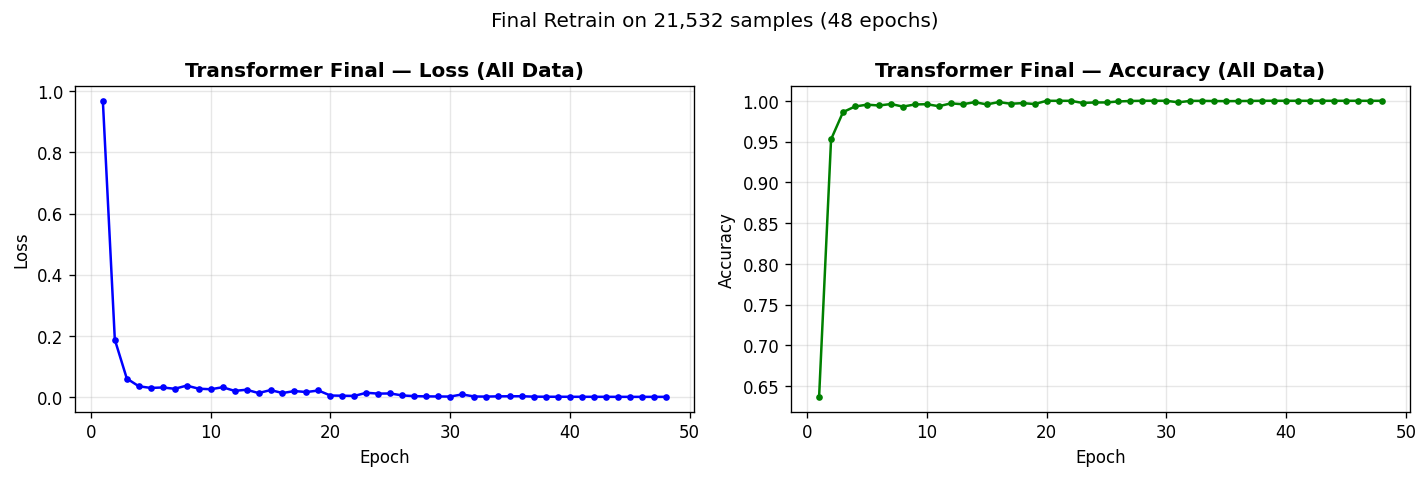 Final Retrain on 21,532 samples (48 epochs)
Transformer Final — Loss (All Data)
1.0
0.8
0.6
0.4
0.2
0.0
Loss
0 10 20 30 40 50
Epoch
Transformer Final — Accuracy (All Data)
1.00
0.95
0.90
0.85
0.80
0.75
0.70
0.65
Accuracy
0 10 20 30 40 50
Epoch